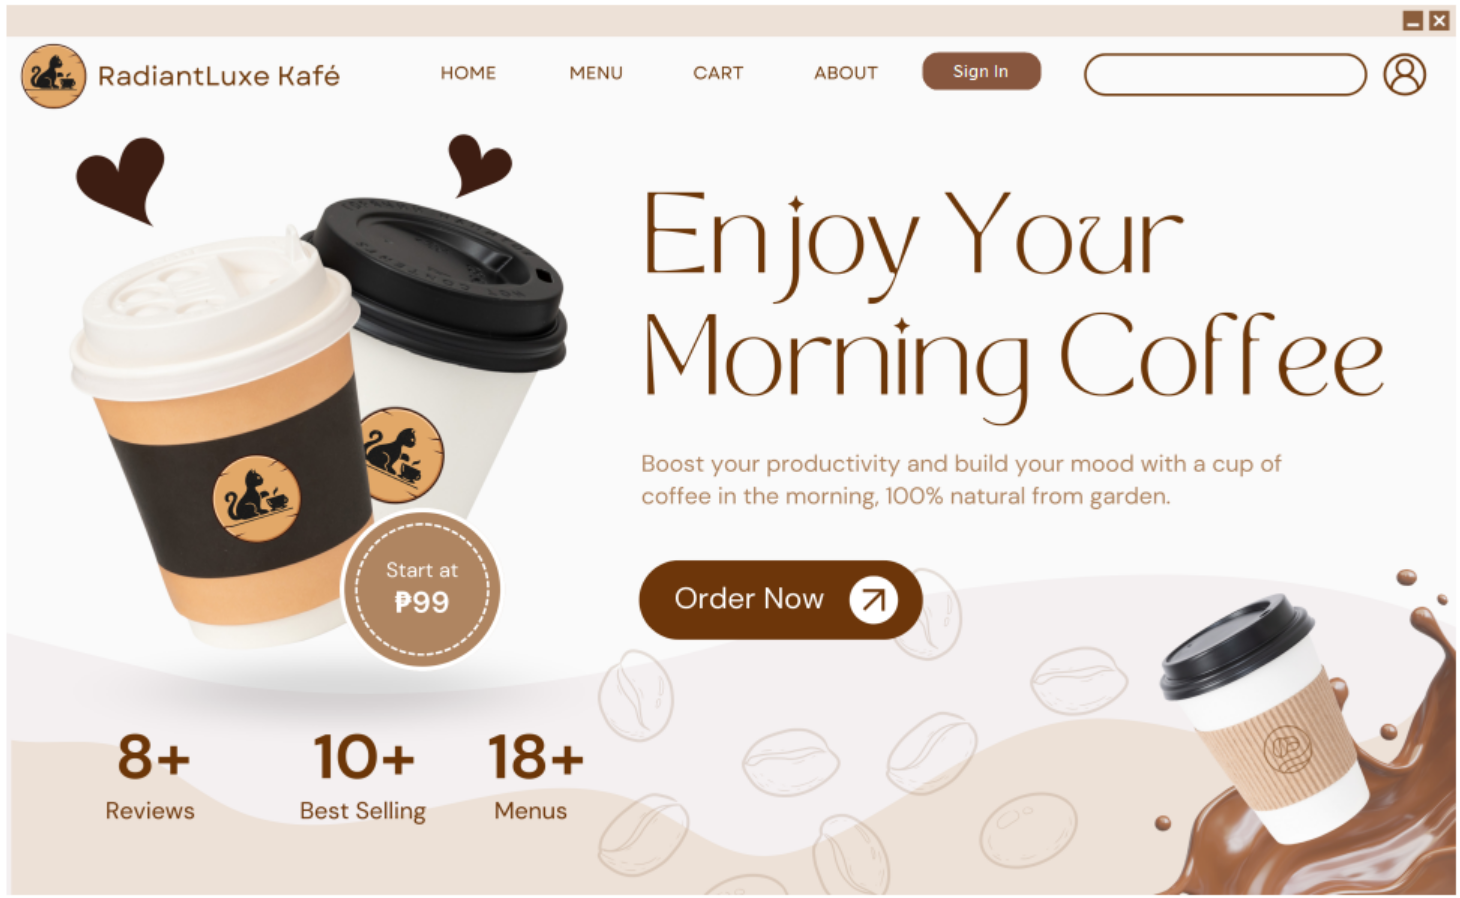 RadiantLuxe Kafé
HOME
MENU
CART
ABOUT
Sign In
Enjoy Your
Morning Coffee
Boost your productivity and build your mood with a cup of
coffee in the morning, 100% natural from garden.
Start at
₱99
Order Now
8+
Reviews
10+
Best Selling
18+
Menus